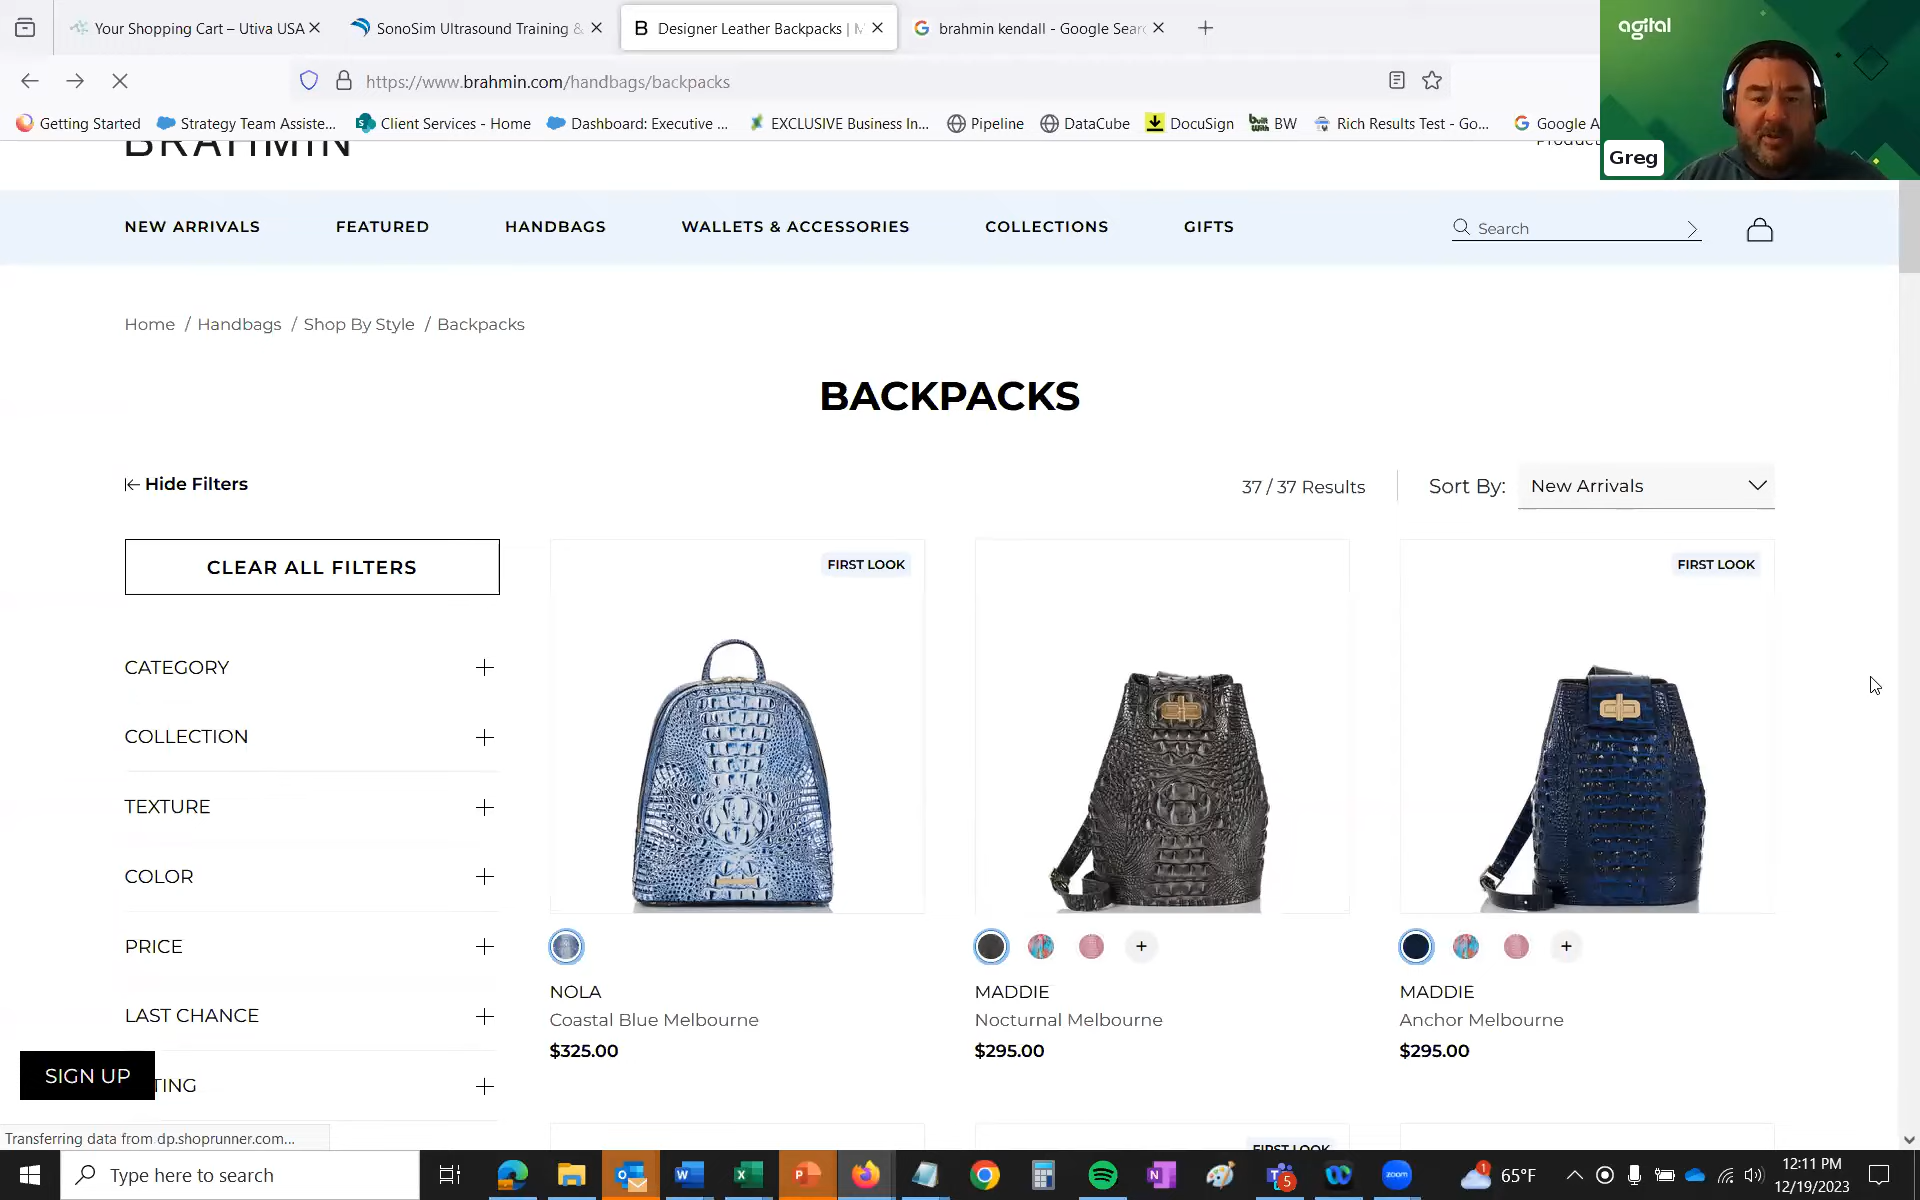 Your Shopping Cart – Utiva USA
SonoSim Ultrasound Training &
B Designer Leather Backpacks |
brahmin kendall - Google Sear
agital
https://www.brahmin.com/handbags/backpacks
Getting Started
Strategy Team Assiste...
Client Services - Home
Dashboard: Executive ...
EXCLUSIVE Business In...
Pipeline
DataCube
DocuSign
BW
Rich Results Test - Go...
Google A
Greg
BRAHMIN
Product
NEW ARRIVALS
FEATURED
HANDBAGS
WALLETS & ACCESSORIES
COLLECTIONS
GIFTS
Search
Home / Handbags / Shop By Style / Backpacks
BACKPACKS
Hide Filters
37 / 37 Results
Sort By: New Arrivals
CLEAR ALL FILTERS
CATEGORY +
COLLECTION +
TEXTURE +
COLOR +
PRICE +
LAST CHANCE +
TING +
SIGN UP
FIRST LOOK
NOLA
Coastal Blue Melbourne
$325.00
+
MADDIE
Nocturnal Melbourne
$295.00
FIRST LOOK
+
MADDIE
Anchor Melbourne
$295.00
FIRST LOOK
Transferring data from dp.shoprunner.com...
Type here to search
zoom
5
1
65°F
12:11 PM
12/19/2023